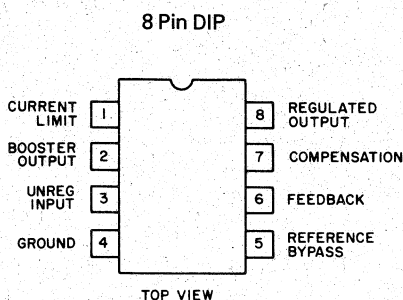 8 Pin DIP
CURRENT
LIMIT
1
8
REGULATED
OUTPUT
BOOSTER
OUTPUT
2
7
COMPENSATION
UNREG
INPUT
3
6
FEEDBACK
GROUND
4
5
REFERENCE
BYPASS
TOP VIEW